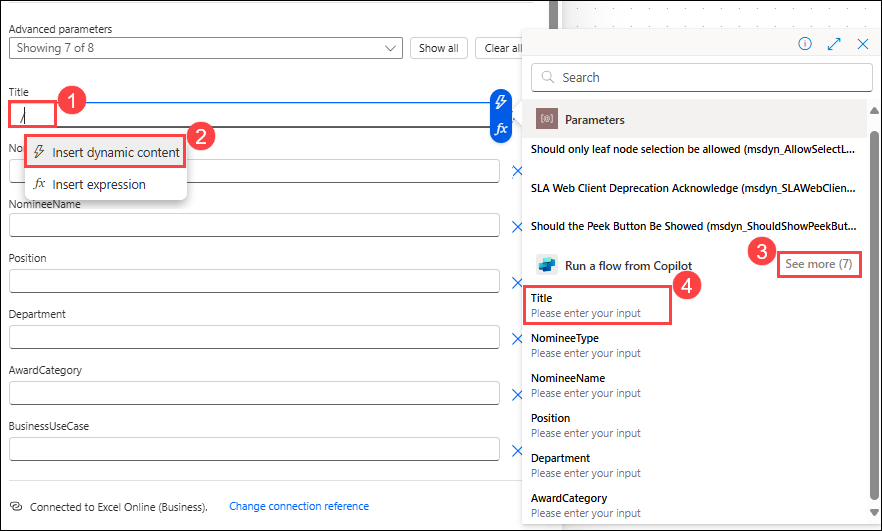 Advanced parameters
Showing 7 of 8
Show all
Clear all
Title
1
/
fx
2
Insert dynamic content
fx Insert expression
NomineeName
Position
Department
AwardCategory
BusinessUseCase
Connected to Excel Online (Business). Change connection reference
Search
Parameters
Should only leaf node selection be allowed (msdyn_AllowSelectL...
SLA Web Client Deprecation Acknowledge (msdyn_SLAWebClien...
Should the Peek Button Be Showed (msdyn_ShouldShowPeekBut...
3
Run a flow from Copilot
See more (7)
4
Title
Please enter your input
NomineeType
Please enter your input
NomineeName
Please enter your input
Position
Please enter your input
Department
Please enter your input
AwardCategory
Please enter your input